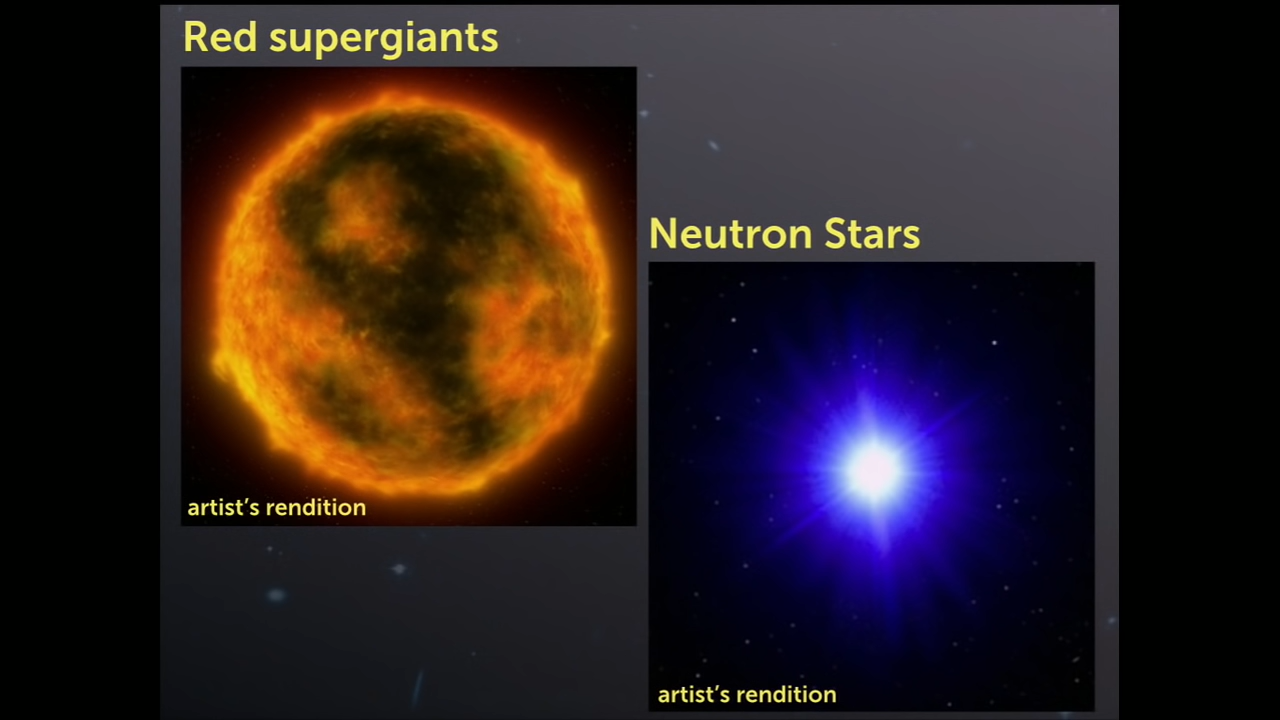 Red supergiants
artist's rendition
Neutron Stars
artist's rendition